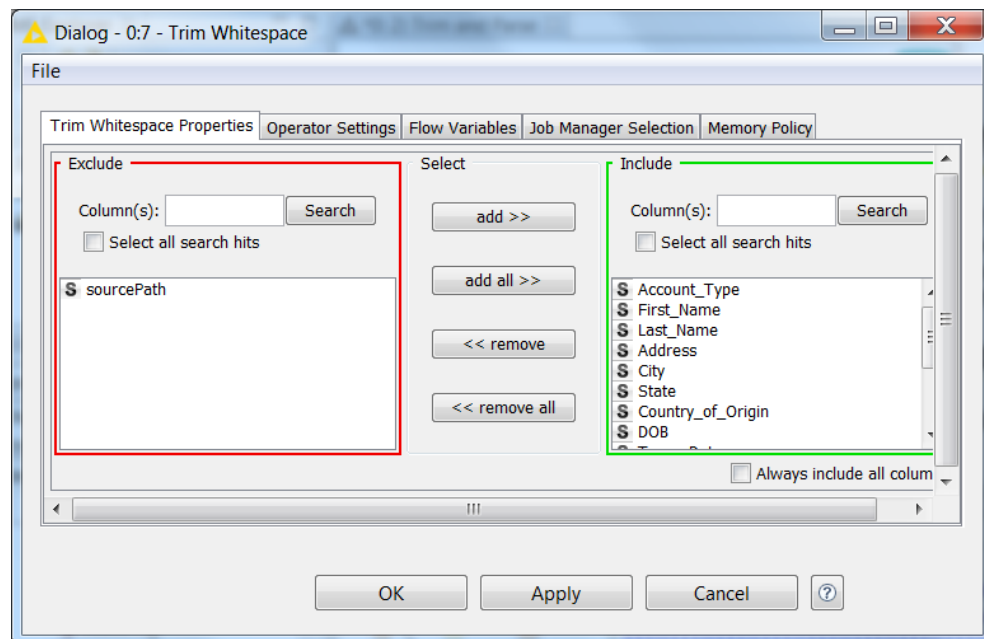 Dialog - 0:7 - Trim Whitespace
File
Trim Whitespace Properties Operator Settings Flow Variables Job Manager Selection Memory Policy
Exclude
Column(s): Search
Select all search hits
S sourcePath
Select
add >>
add all >>
<< remove
<< remove all
Include
Column(s): Search
Select all search hits
S Account_Type
S First_Name
S Last_Name
S Address
S City
S State
S Country_of_Origin
S DOB
Always include all colum
OK Apply Cancel ?